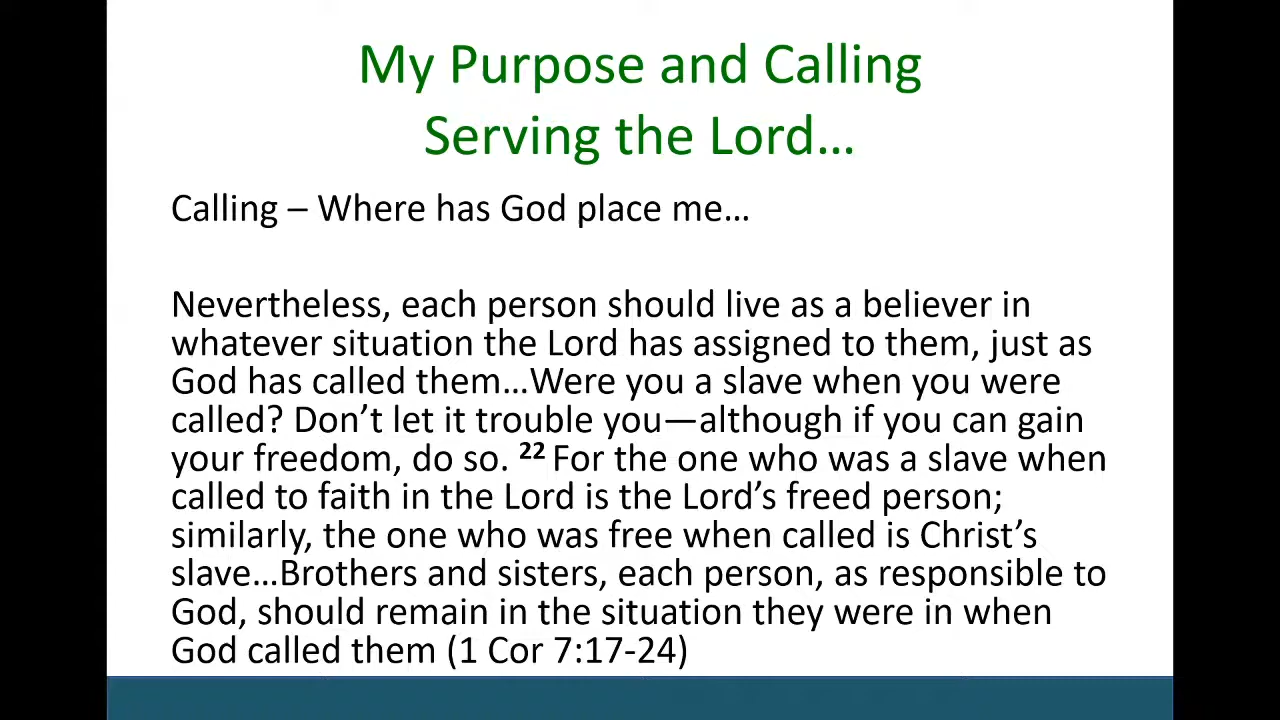 My Purpose and Calling
Serving the Lord…
Calling – Where has God place me…
Nevertheless, each person should live as a believer in
whatever situation the Lord has assigned to them, just as
God has called them…Were you a slave when you were
called? Don’t let it trouble you—although if you can gain
your freedom, do so. 22 For the one who was a slave when
called to faith in the Lord is the Lord’s freed person;
similarly, the one who was free when called is Christ’s
slave…Brothers and sisters, each person, as responsible to
God, should remain in the situation they were in when
God called them (1 Cor 7:17-24)